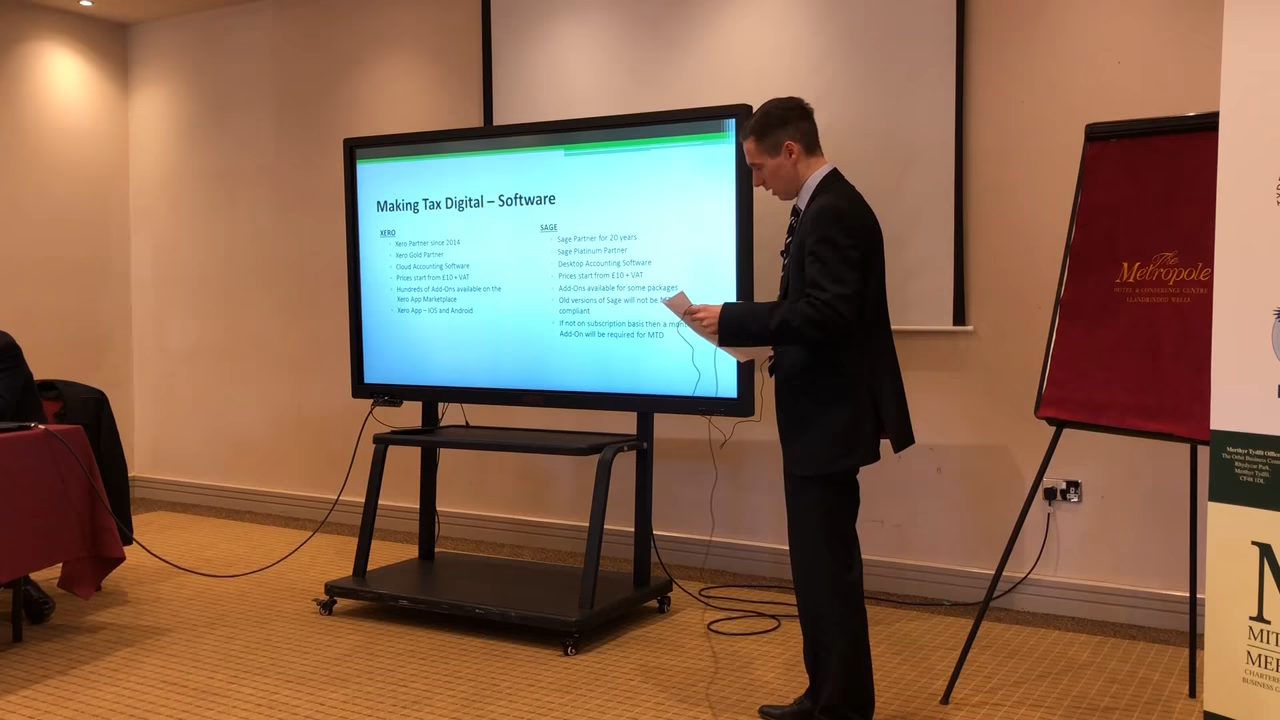 Making Tax Digital – Software
XERO
Xero Partner since 2014
Xero Gold Partner
Cloud Accounting Software
Prices start from £10 + VAT
Hundreds of Add-Ons available on the
Xero App Marketplace
Xero App – IOS and Android
SAGE
Sage Partner for 20 years
Sage Platinum Partner
Desktop Accounting Software
Prices start from £10 + VAT
Add-Ons available for some packages
Old versions of Sage will not be
compliant
If not on subscription basis then a
Add-On will be required for MTD
The
Metropole
HOTEL & CONFERENCE CENTRE
LLANDRINDOD WELLS
Merthyr Tydfil Office
The Orbit Business
Rhydycar Park,
Merthyr Tydfil,
CF48 1DL
M
MIT
BUSINESS